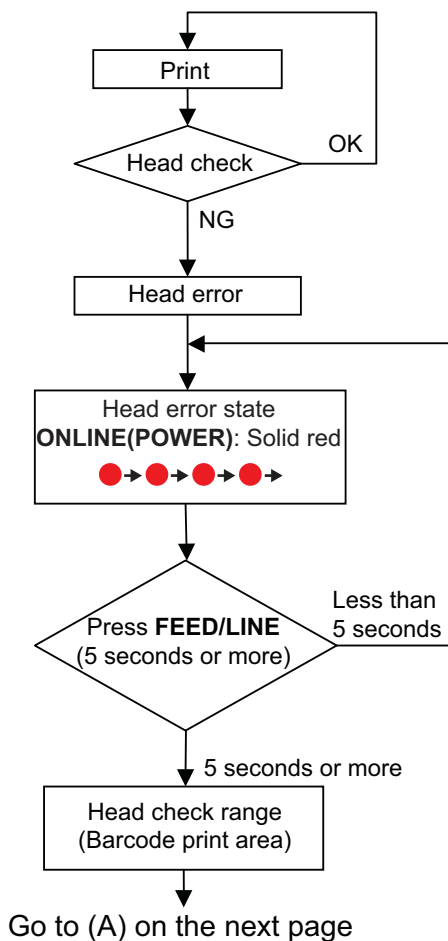 Print
Head check
OK
NG
Head error
Head error state
ONLINE(POWER): Solid red
Press FEED/LINE
(5 seconds or more)
Less than
5 seconds
5 seconds or more
Head check range
(Barcode print area)
Go to (A) on the next page